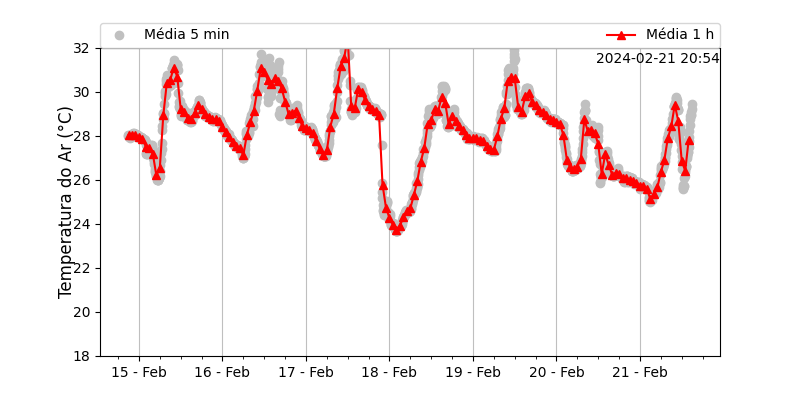 Média 5 min
Média 1 h
2024-02-21 20:54
Temperatura do Ar (°C)
32
30
28
26
24
22
20
18
15 - Feb
16 - Feb
17 - Feb
18 - Feb
19 - Feb
20 - Feb
21 - Feb